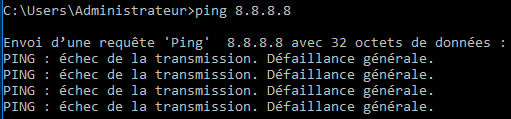 C:\Users\Administrateur>ping 8.8.8.8
Envoi d’une requête 'Ping'  8.8.8.8 avec 32 octets de données :
PING : échec de la transmission. Défaillance générale.
PING : échec de la transmission. Défaillance générale.
PING : échec de la transmission. Défaillance générale.
PING : échec de la transmission. Défaillance générale.